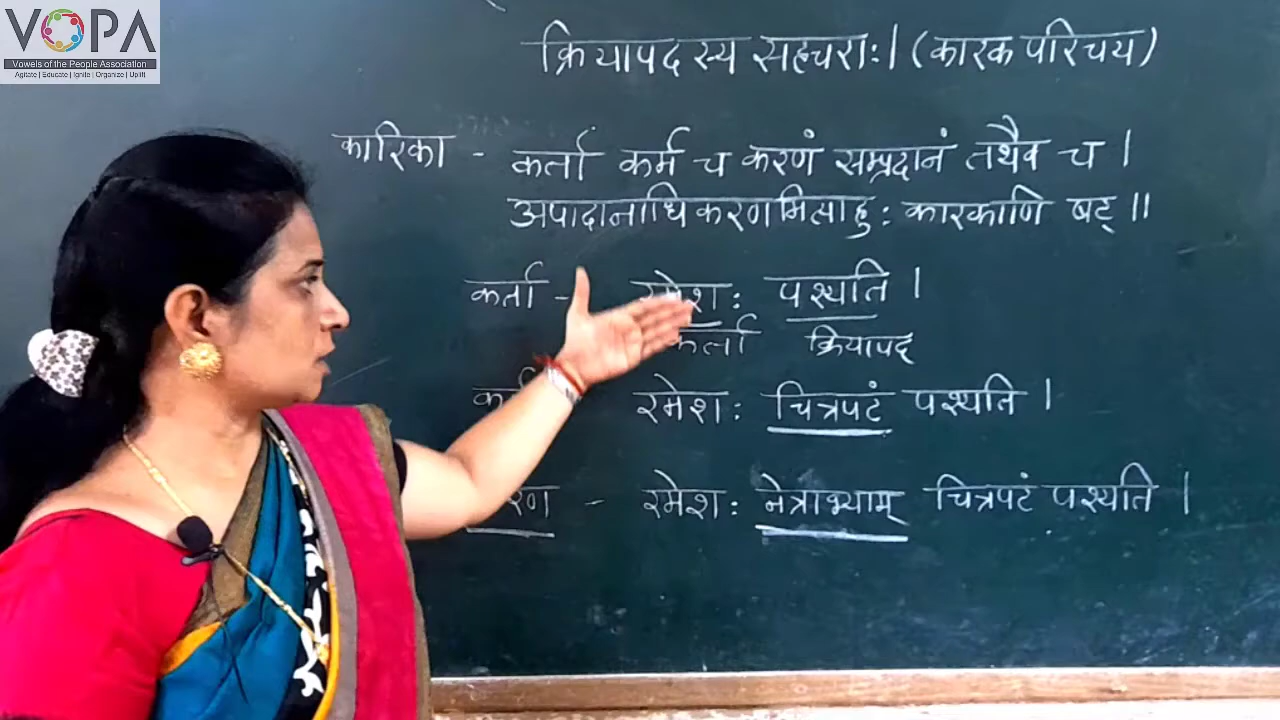 VOPA
Vowels of the People Association
Agitate | Educate | Ignite | Organize | Uplift
क्रियापदस्य सहचराः। (कारक परिचय)
कारिका - कर्ता कर्म च करणं सम्प्रदानं तथैव च।
अपादानाधिकरणमित्याहुः कारकाणि षट्॥
कर्ता - रमेशः पश्यति।
कर्ता क्रियापद
रमेशः चित्रपटं पश्यति।
- रमेशः नेत्राभ्याम् चित्रपटं पश्यति।